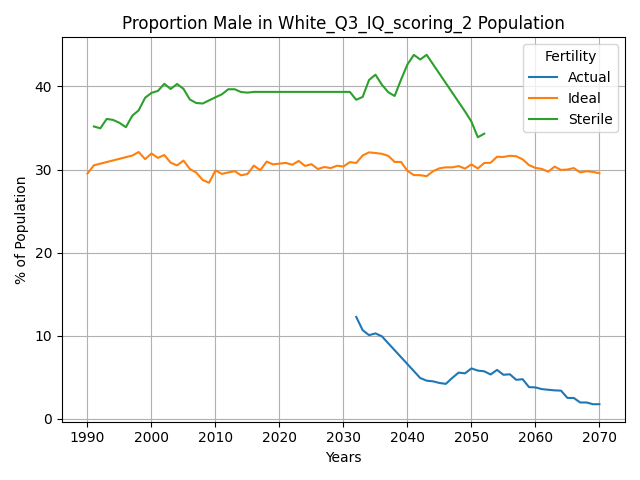 Proportion Male in White_Q3_IQ_scoring_2 Population
Fertility
Actual
Ideal
Sterile
% of Population
40
30
20
10
0
1990 2000 2010 2020 2030 2040 2050 2060 2070
Years